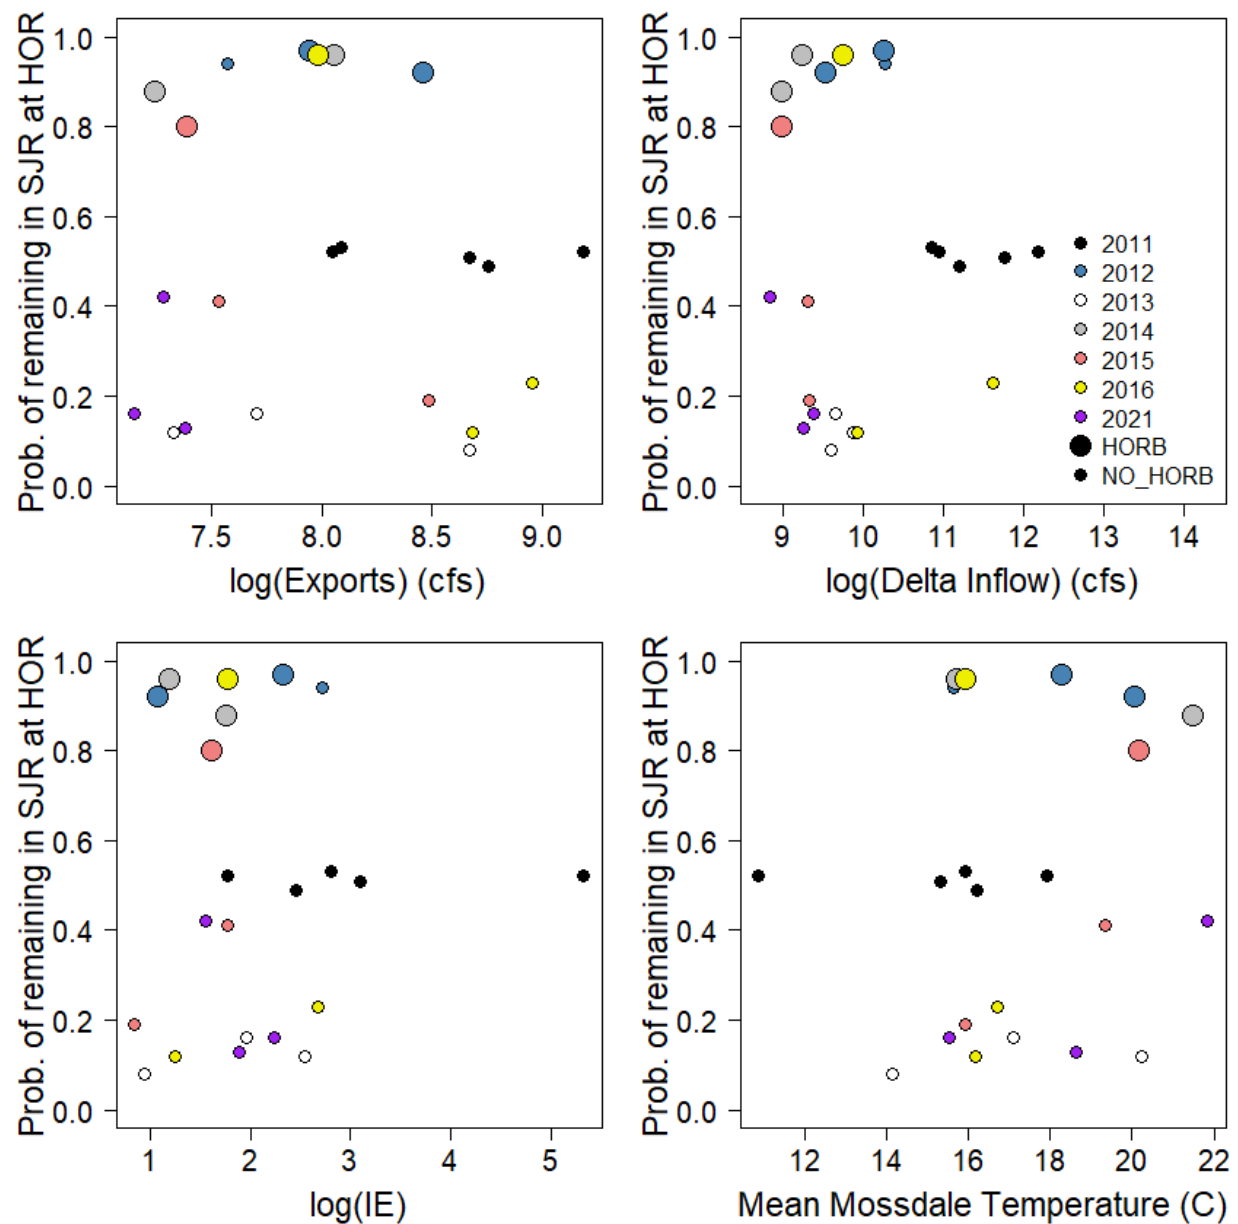 Prob. of remaining in SJR at HOR
1.0
0.8
0.6
0.4
0.2
0.0
7.5 8.0 8.5 9.0
log(Exports) (cfs)
Prob. of remaining in SJR at HOR
1.0
0.8
0.6
0.4
0.2
0.0
2011
2012
2013
2014
2015
2016
2021
HORB
NO_HORB
9 10 11 12 13 14
log(Delta Inflow) (cfs)
Prob. of remaining in SJR at HOR
1.0
0.8
0.6
0.4
0.2
0.0
1 2 3 4 5
log(IE)
Prob. of remaining in SJR at HOR
1.0
0.8
0.6
0.4
0.2
0.0
12 14 16 18 20 22
Mean Mossdale Temperature (C)